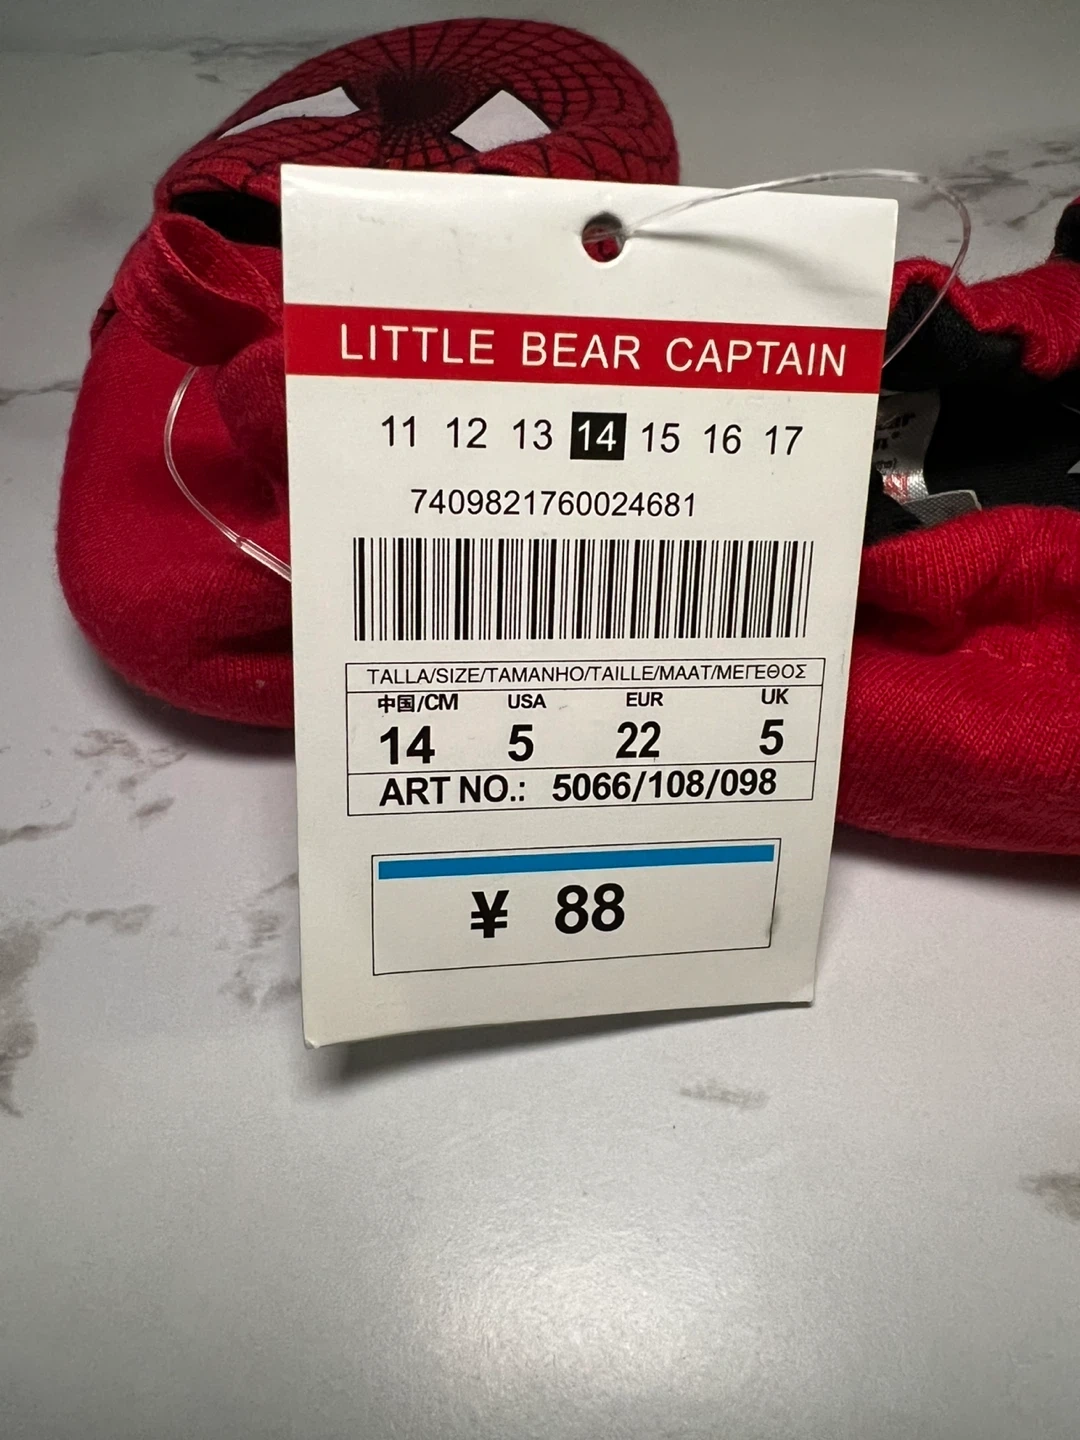 LITTLE BEAR CAPTAIN
11 12 13 14 15 16 17
7409821760024681
TALLA/SIZE/TAMANHO/TAILLE/MAAT/ΜΕΓΕΘΟΣ
中国/CM USA EUR UK
14 5 22 5
ART NO.: 5066/108/098
¥ 88